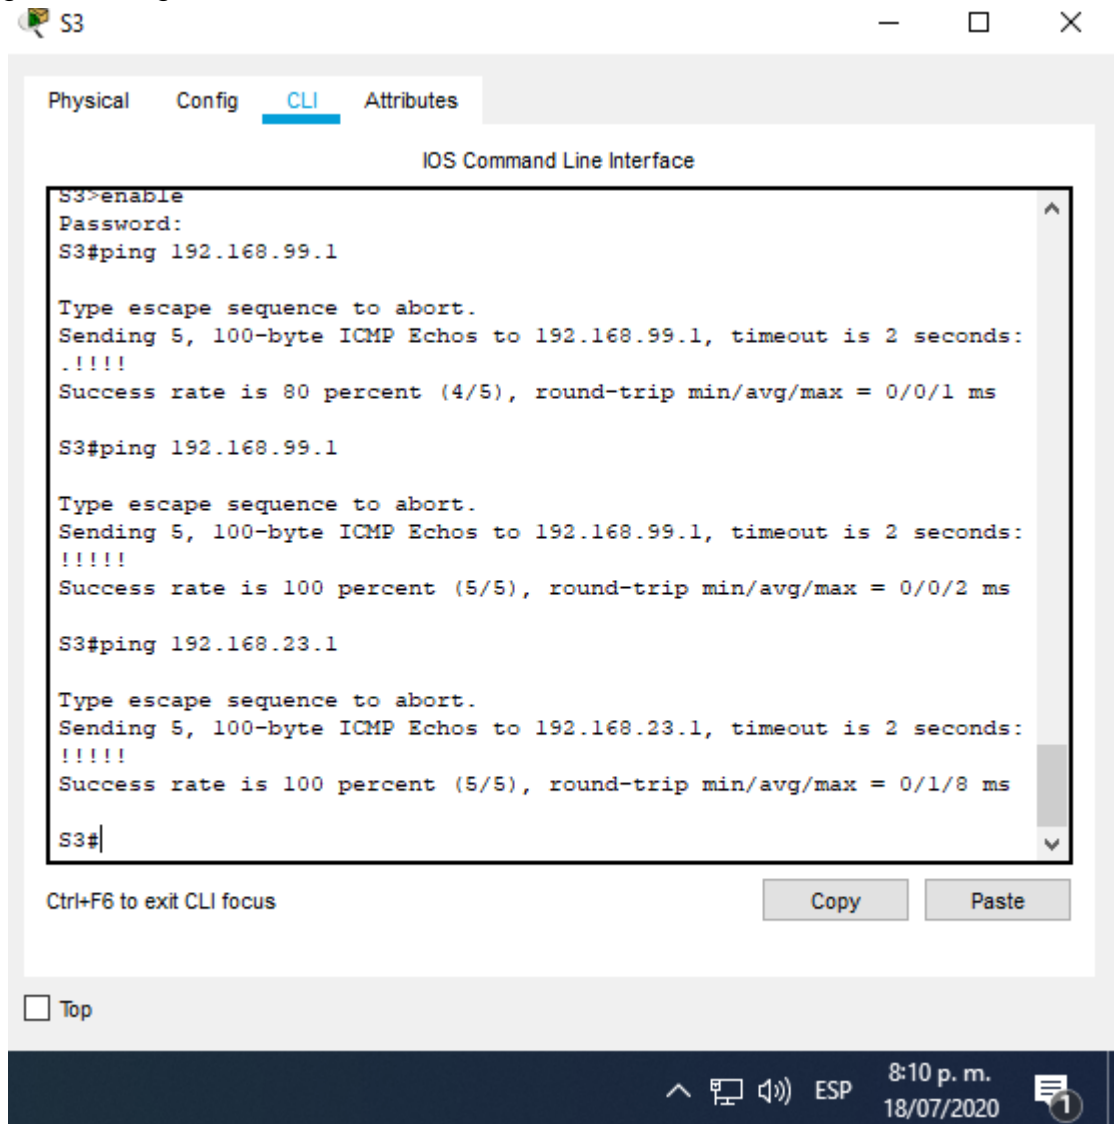 S3
Physical Config CLI Attributes
IOS Command Line Interface
S3>enable
Password:
S3#ping 192.168.99.1
Type escape sequence to abort.
Sending 5, 100-byte ICMP Echos to 192.168.99.1, timeout is 2 seconds:
.!!!!
Success rate is 80 percent (4/5), round-trip min/avg/max = 0/0/1 ms
S3#ping 192.168.99.1
Type escape sequence to abort.
Sending 5, 100-byte ICMP Echos to 192.168.99.1, timeout is 2 seconds:
!!!!!
Success rate is 100 percent (5/5), round-trip min/avg/max = 0/0/2 ms
S3#ping 192.168.23.1
Type escape sequence to abort.
Sending 5, 100-byte ICMP Echos to 192.168.23.1, timeout is 2 seconds:
!!!!!
Success rate is 100 percent (5/5), round-trip min/avg/max = 0/1/8 ms
S3#
Ctrl+F6 to exit CLI focus
Copy Paste
Top
ESP
8:10 p. m.
18/07/2020
1